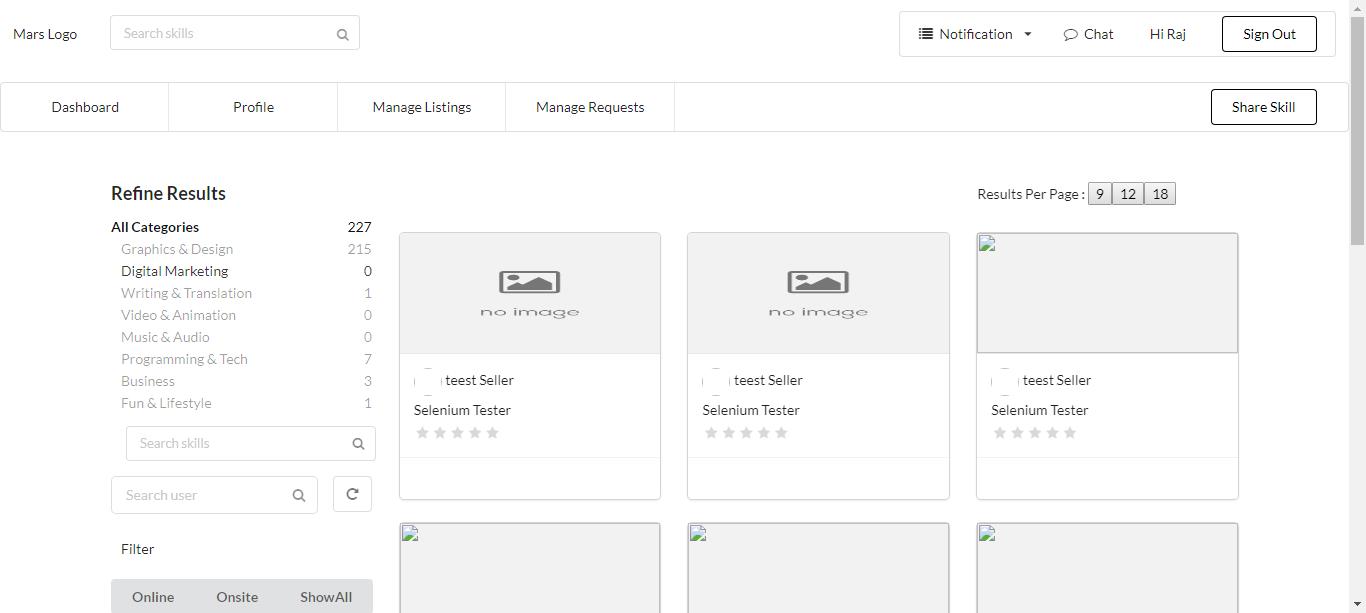 Mars Logo
Search skills
Notification
Chat
Hi Raj
Sign Out
Dashboard
Profile
Manage Listings
Manage Requests
Share Skill
Refine Results
Results Per Page : 9 12 18
All Categories 227
Graphics & Design 215
Digital Marketing 0
Writing & Translation 1
Video & Animation 0
Music & Audio 0
Programming & Tech 7
Business 3
Fun & Lifestyle 1
Search skills
Search user
Filter
Online
Onsite
ShowAll
no image
teest Seller
Selenium Tester
no image
teest Seller
Selenium Tester
teest Seller
Selenium Tester